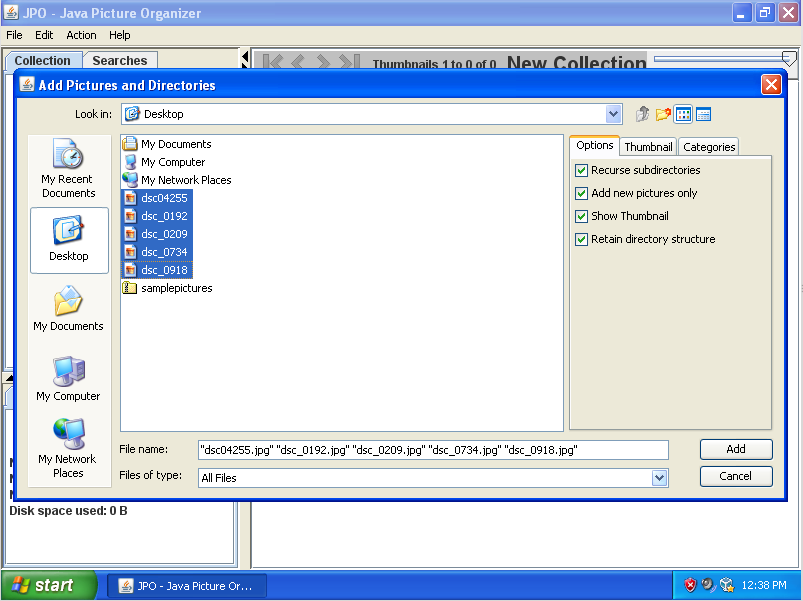 JPO - Java Picture Organizer
File Edit Action Help
Collection Searches
Thumbnails 1 to 0 of 0 New Collection
Add Pictures and Directories
Look in: Desktop
My Recent Documents
Desktop
My Documents
My Computer
My Network Places
My Documents
My Computer
My Network Places
dsc04255
dsc_0192
dsc_0209
dsc_0734
dsc_0918
samplepictures
Options Thumbnail Categories
Recurse subdirectories
Add new pictures only
Show Thumbnail
Retain directory structure
File name: "dsc04255.jpg" "dsc_0192.jpg" "dsc_0209.jpg" "dsc_0734.jpg" "dsc_0918.jpg"
Add
Files of type: All Files
Cancel
Disk space used: 0 B
start
JPO - Java Picture Or...
12:38 PM